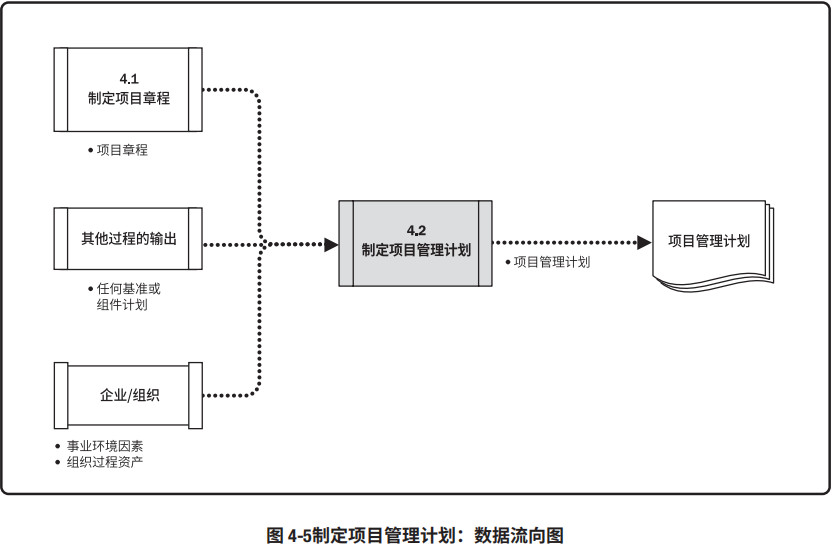 4.1
制定项目章程
• 项目章程
其他过程的输出
• 任何基准或
组件计划
企业/组织
• 事业环境因素
• 组织过程资产
4.2
制定项目管理计划
• 项目管理计划
项目管理计划
图 4-5制定项目管理计划：数据流向图